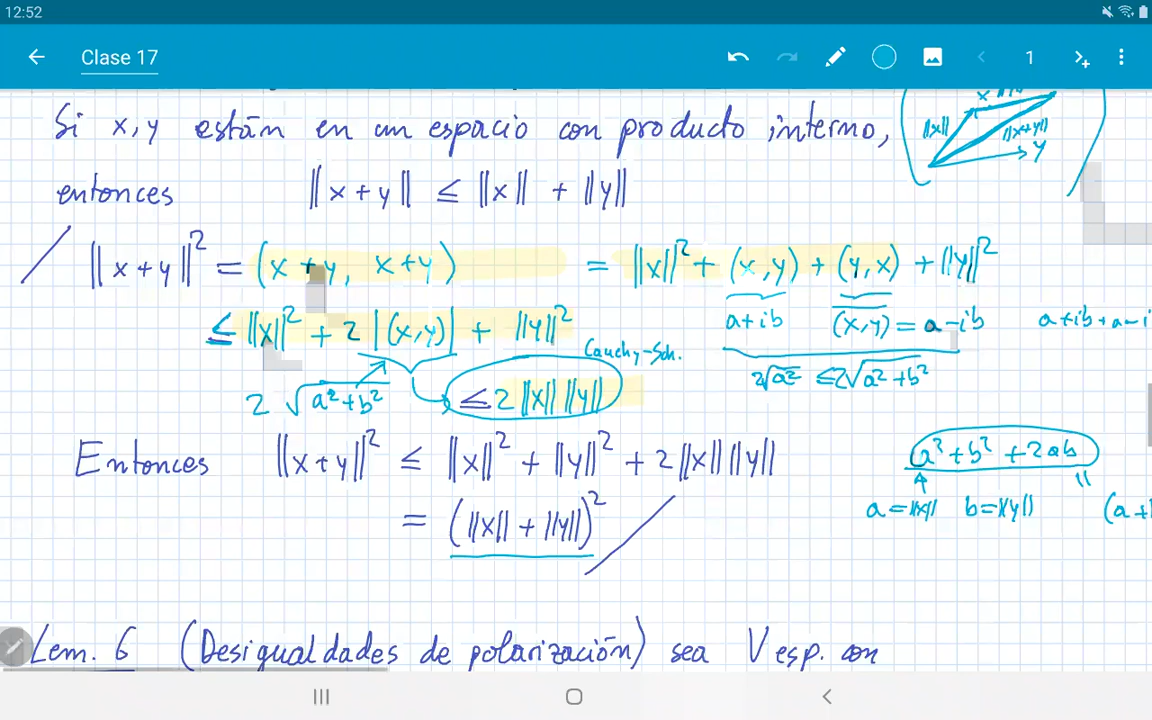 12:52
Clase 17
1
Si x, y están en un espacio con producto interno,
entonces ‖x+y‖ ≤ ‖x‖ + ‖y‖
‖x‖ ‖x+y‖ x y
‖x+y‖² = (x+y, x+y) = ‖x‖² + (x,y) + (y,x) + ‖y‖²
a+ib \overline{(x,y)} = a-ib a+ib+a-i
≤ ‖x‖² + 2 |(x,y)| + ‖y‖²
Cauchy-Sch.
2√a² ≤ 2√a²+b²
2 √a²+b² ≤ 2 ‖x‖ ‖y‖
Entonces ‖x+y‖² ≤ ‖x‖² + ‖y‖² + 2 ‖x‖ ‖y‖
a²+b²+2ab
a=‖x‖ b=‖y‖ (a+
= (‖x‖ + ‖y‖)²
Lem. 6 (Desigualdades de polarización) sea V esp. con